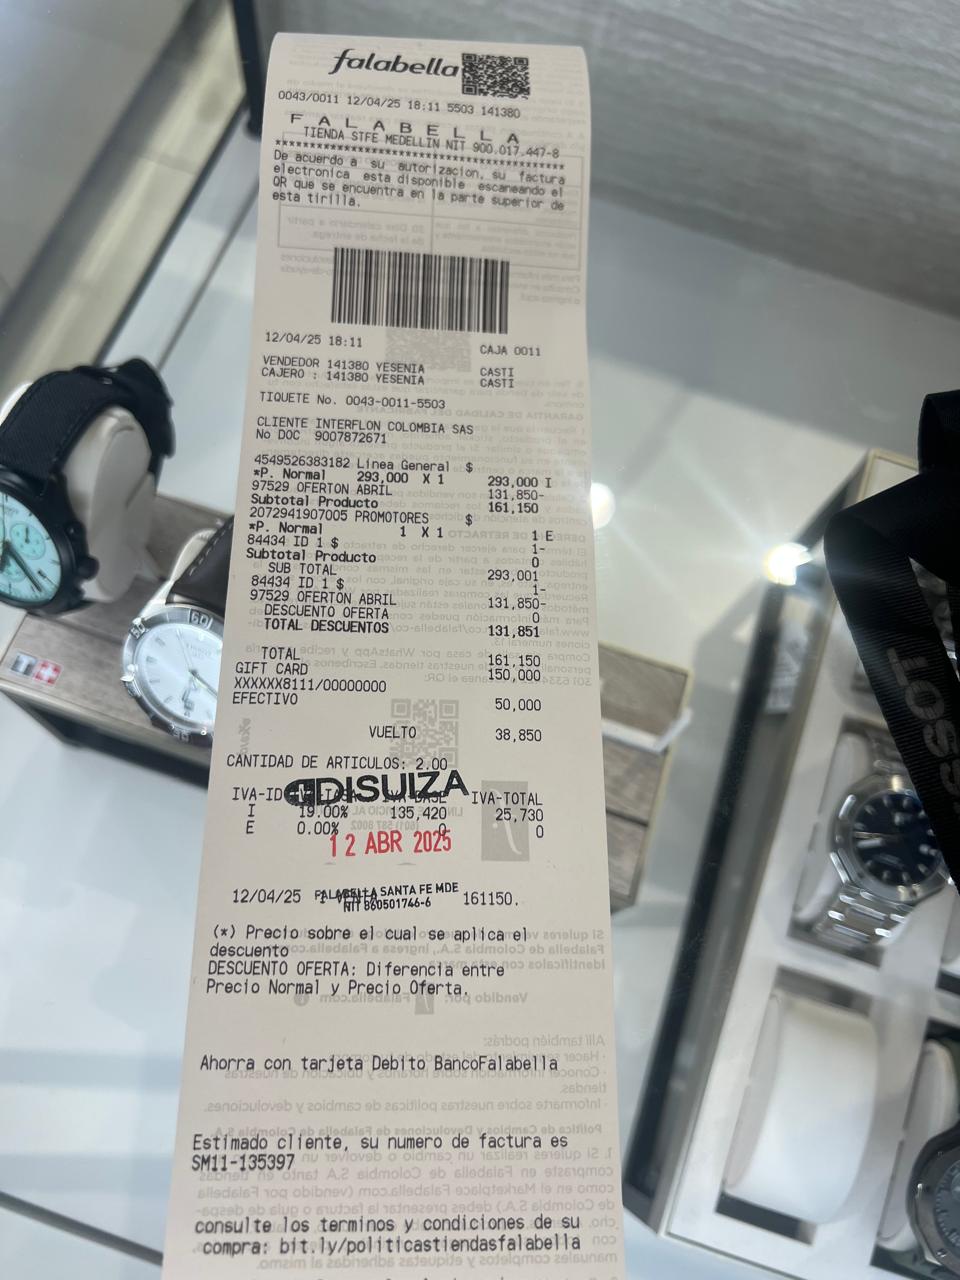 falabella
0043/0011 12/04/25 18:11 5503 141380
F A L A B E L L A
TIENDA STFE MEDELLIN NIT 900.017.447-8
******************************************
De acuerdo a su autorizacion, su factura
electronica esta disponible escaneando el
QR que se encuentra en la parte superior de
esta tirilla.
12/04/25 18:11 CAJA 0011
VENDEDOR 141380 YESENIA CASTI
CAJERO : 141380 YESENIA CASTI
TIQUETE No. 0043-0011-5503
CLIENTE INTERFLON COLOMBIA SAS
No DOC 9007872671
4549526383182 Linea General $
*P. Normal 293,000 X 1 293,000 I
97529 OFERTON ABRIL 131,850-
Subtotal Producto 161,150
2072941907005 PROMOTORES $
*P. Normal 1 X 1 1 E
84434 ID 1 $ 1-
Subtotal Producto 0
SUB TOTAL 293,001
84434 ID 1 $ 1-
97529 OFERTON ABRIL 131,850-
DESCUENTO OFERTA 0
TOTAL DESCUENTOS 131,851
TOTAL 161,150
GIFT CARD 150,000
XXXXXX8111/00000000
EFECTIVO 50,000
VUELTO 38,850
CANTIDAD DE ARTICULOS: 2.00
DISUIZA
IVA-ID IVA-TASA IVA-BASE IVA-TOTAL
I 19.00% 135,420 25,730
E 0.00% 0 0
12 ABR 2025
FALABELLA SANTA FE MDE
NIT 860501746-6
12/04/25 1 VENTA 161150.
(*) Precio sobre el cual se aplica el
descuento
DESCUENTO OFERTA: Diferencia entre
Precio Normal y Precio Oferta.
Ahorra con tarjeta Debito BancoFalabella
Estimado cliente, su numero de factura es
SM11-135397
consulte los terminos y condiciones de su
compra: bit.ly/politicastiendasfalabella